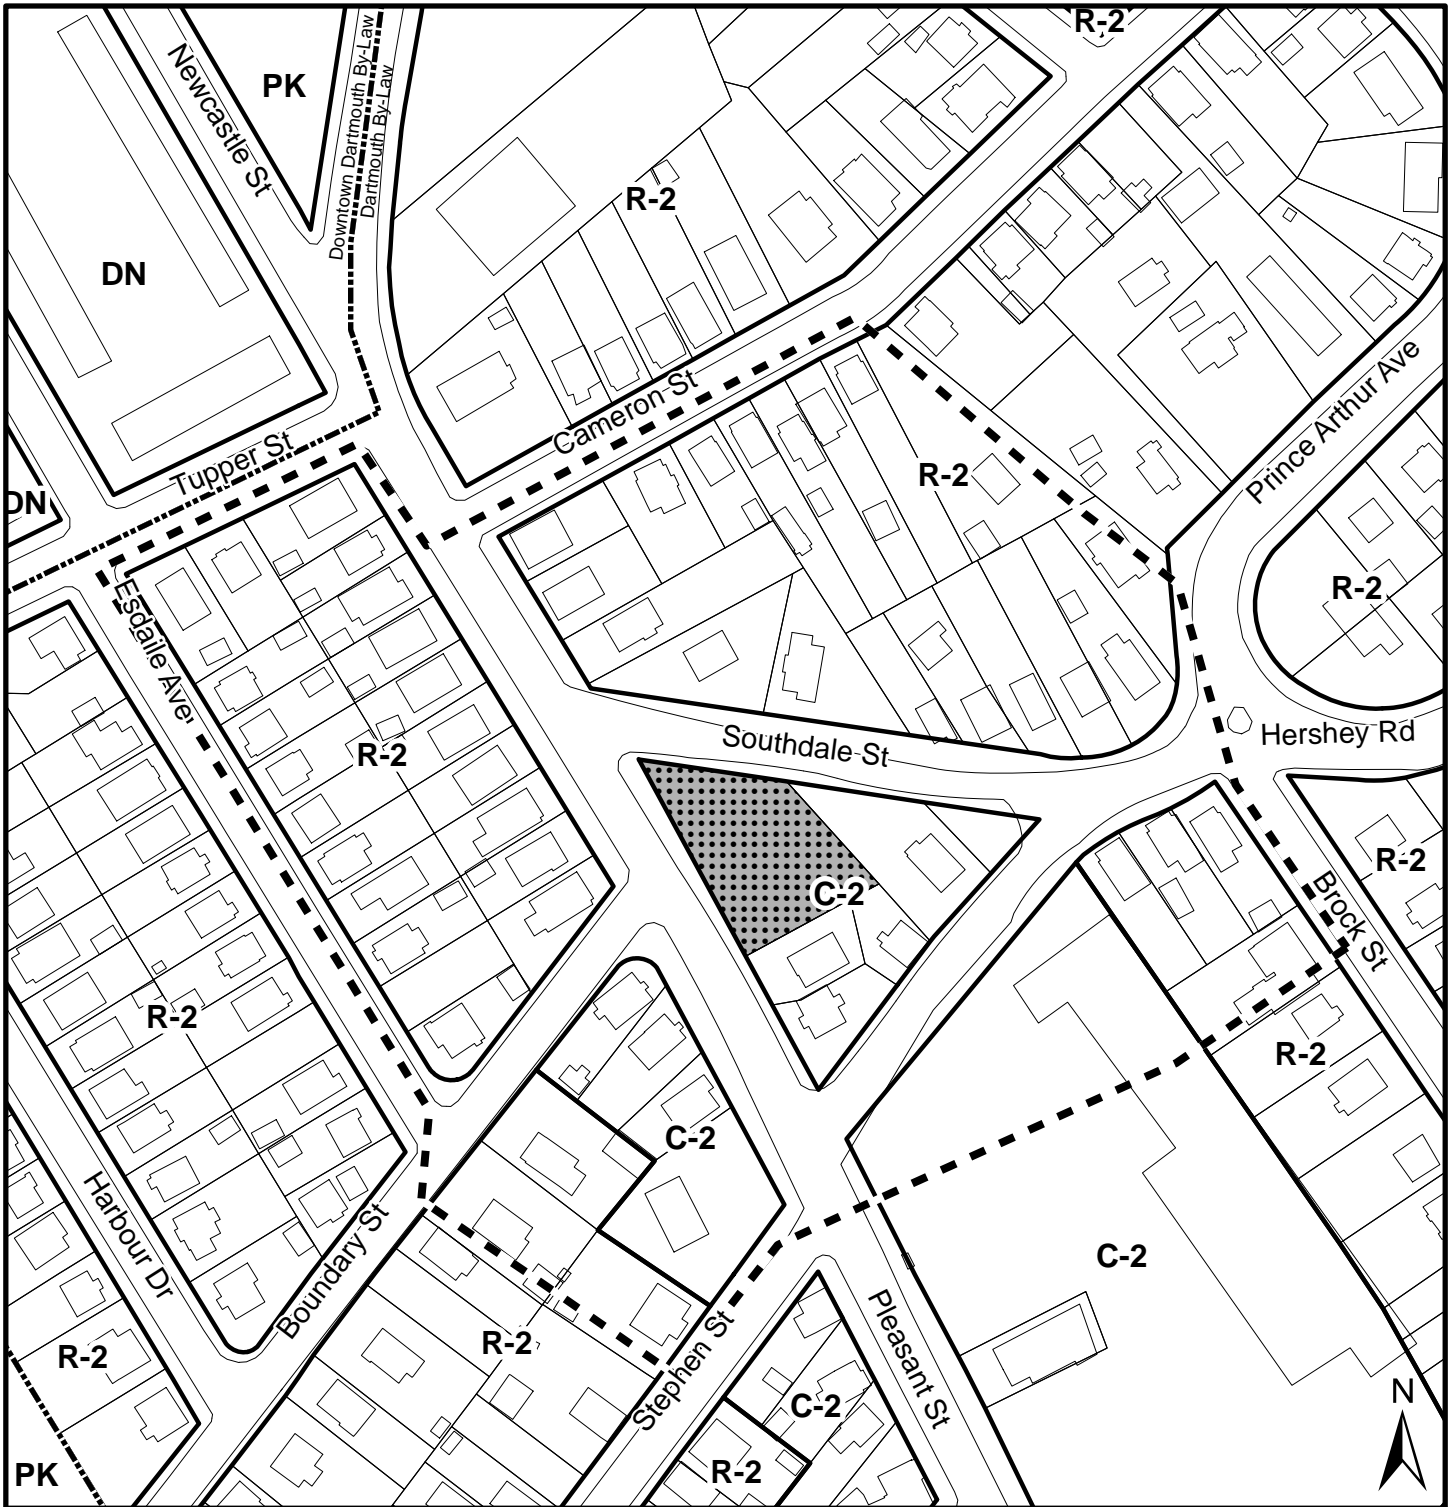 R-2
Newcastle St
PK
Downtown Dartmouth By-Law
Dartmouth By-Law
R-2
DN
Cameron St
Prince Arthur Ave
Tupper St
R-2
DN
R-2
Esdaile Ave
R-2
Southdale St
Hershey Rd
R-2
C-2
Brock St
R-2
R-2
C-2
Harbour Dr
Boundary St
C-2
R-2
R-2
Stephen St
Pleasant St
C-2
N
R-2
PK